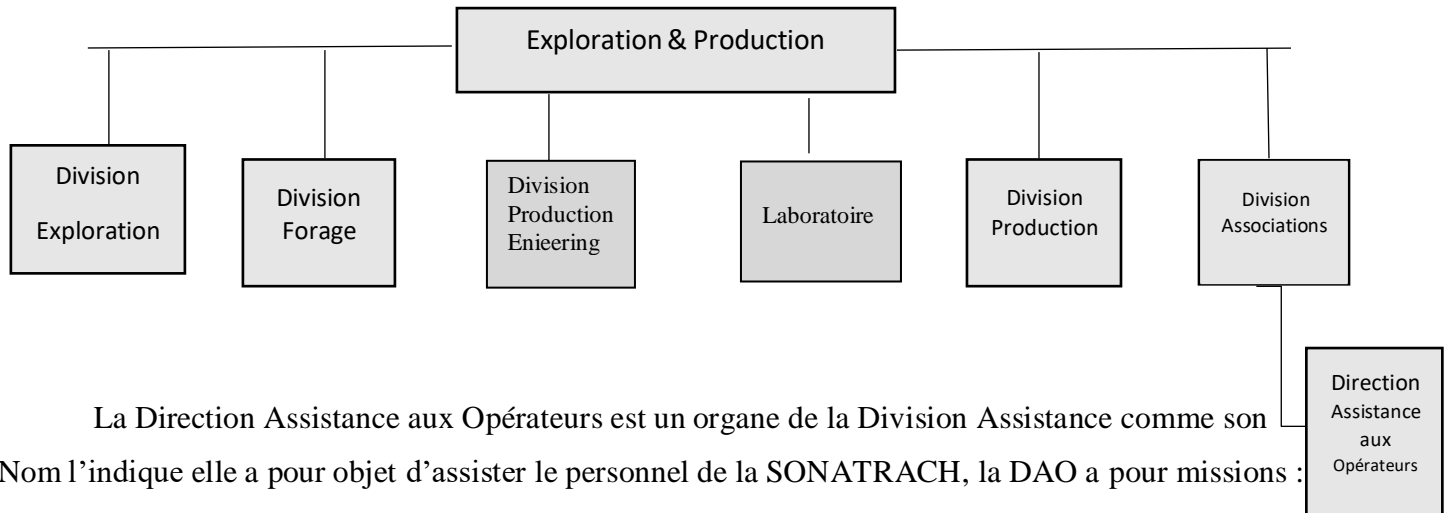 Exploration & Production
Division
Exploration
Division
Forage
Division
Production
Enieering
Laboratoire
Division
Production
Division
Associations
Direction
Assistance
aux
Opérateurs
La Direction Assistance aux Opérateurs est un organe de la Division Assistance comme son
Nom l’indique elle a pour objet d’assister le personnel de la SONATRACH, la DAO a pour missions :